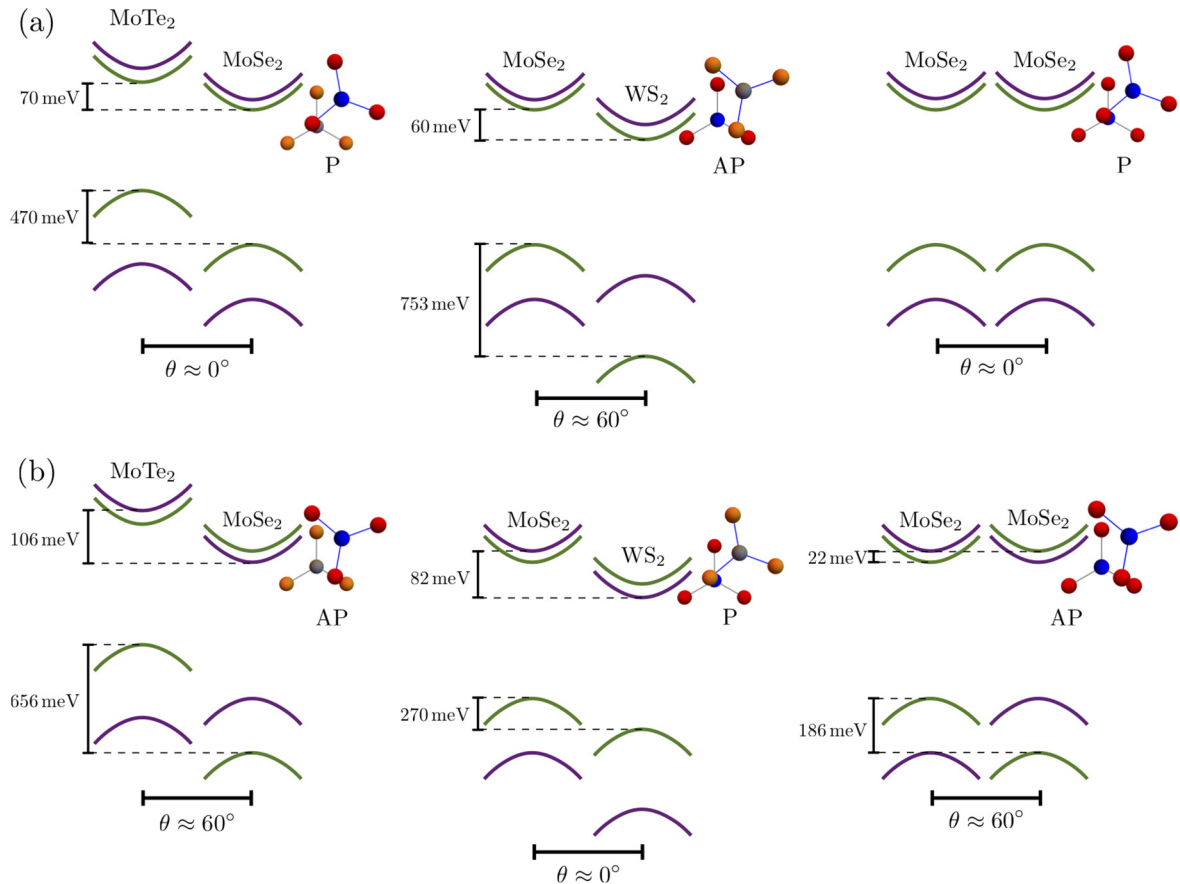 (a)
MoTe₂
MoSe₂
70 meV
P
470 meV
θ ≈ 0°
MoSe₂
WS₂
60 meV
AP
753 meV
θ ≈ 60°
MoSe₂
MoSe₂
P
θ ≈ 0°
(b)
MoTe₂
MoSe₂
106 meV
AP
656 meV
θ ≈ 60°
MoSe₂
WS₂
82 meV
P
270 meV
θ ≈ 0°
MoSe₂
MoSe₂
22 meV
AP
186 meV
θ ≈ 60°